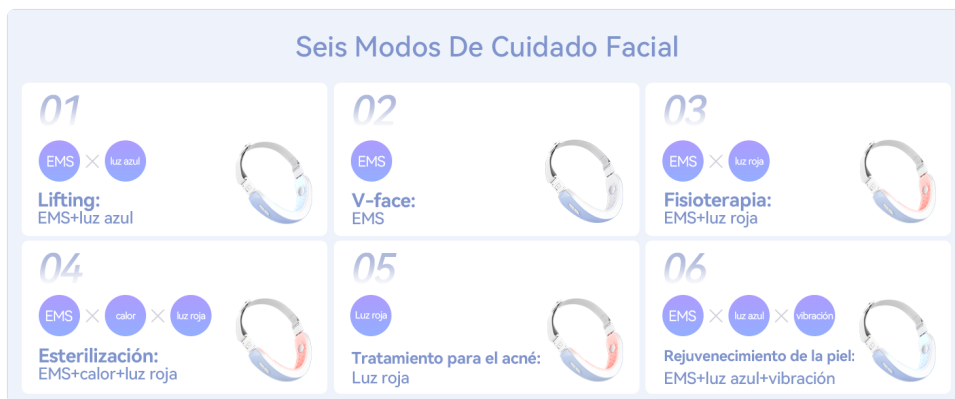 Seis Modos De Cuidado Facial
01
EMS × luz azul
Lifting:
EMS+luz azul
02
EMS
V-face:
EMS
03
EMS × luz roja
Fisioterapia:
EMS+luz roja
04
EMS × calor × luz roja
Esterilización:
EMS+calor+luz roja
05
Luz roja
Tratamiento para el acné:
Luz roja
06
EMS × luz azul × vibración
Rejuvenecimiento de la piel:
EMS+luz azul+vibración